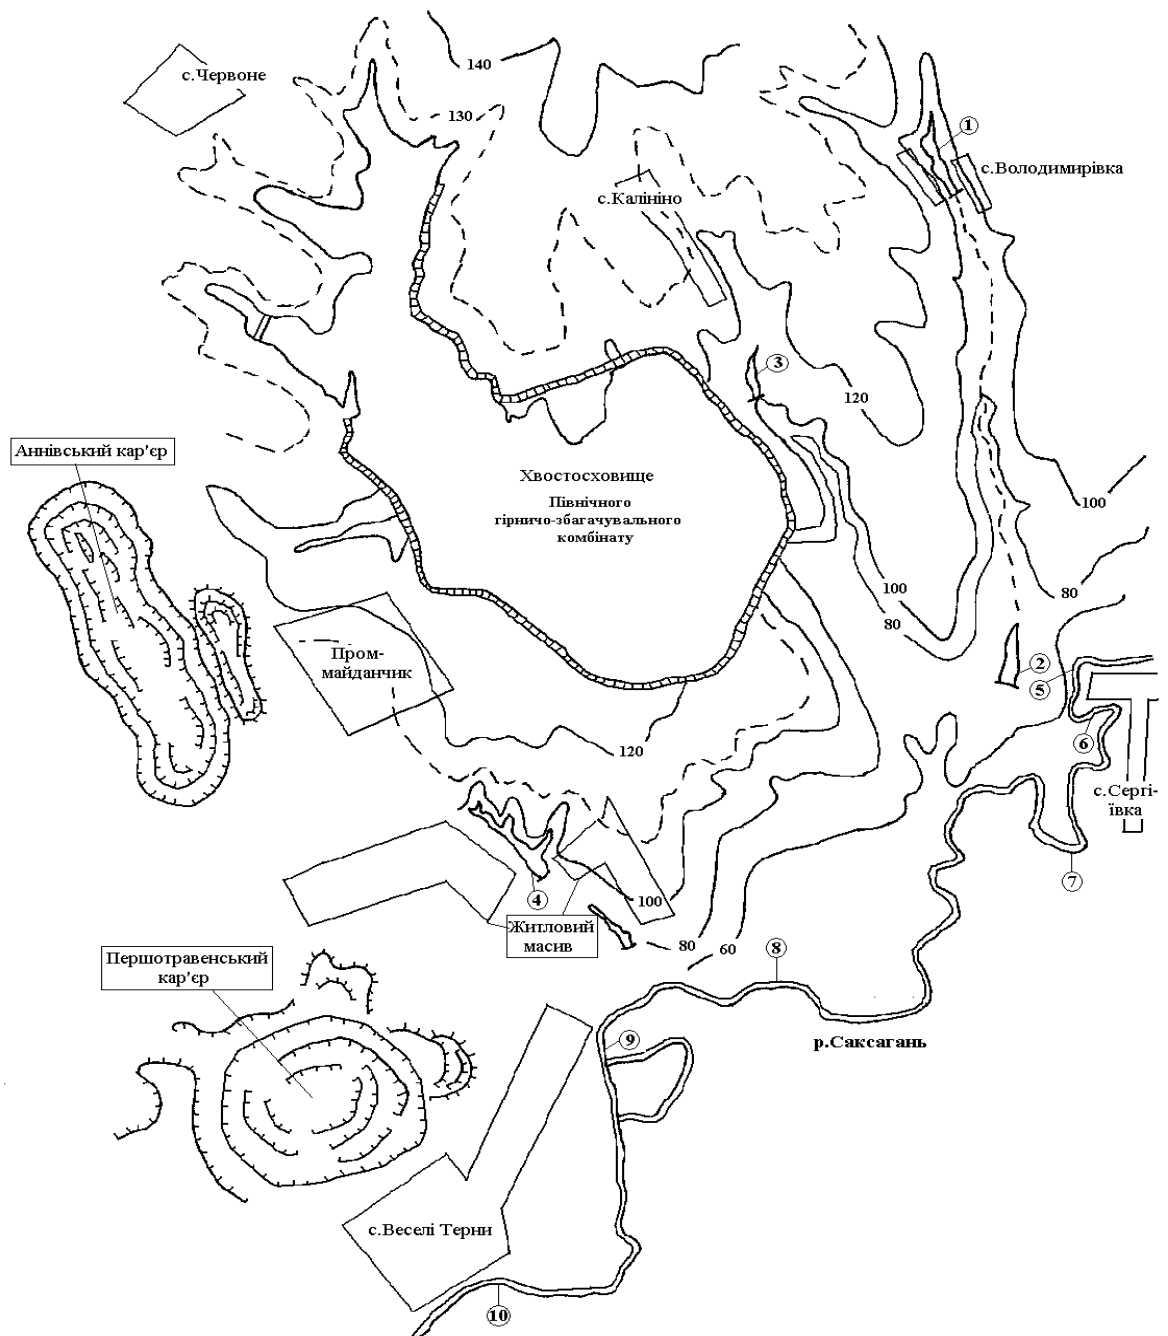 140
с.Червоне
130
1
с.Володимирівка
с.Калініно
3
120
Аннівський кар'єр
Хвостосховище
Північного
гірничо-збагачувального
комбінату
100
100
80
80
Пром-
майданчик
2
5
6
120
с.Сергі-
ївка
7
4
100
Житловий
масив
80
60
8
Першотравенський
кар'єр
9
р.Саксагань
с.Веселі Терни
10